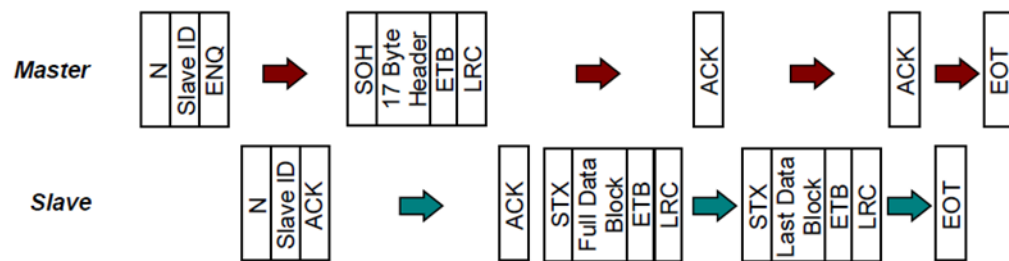 Master
N
Slave ID
ENQ
SOH
17 Byte
Header
ETB
LRC
ACK
ACK
EOT
Slave
N
Slave ID
ACK
ACK
STX
Full Data
Block
ETB
LRC
STX
Last Data
Block
ETB
LRC
EOT